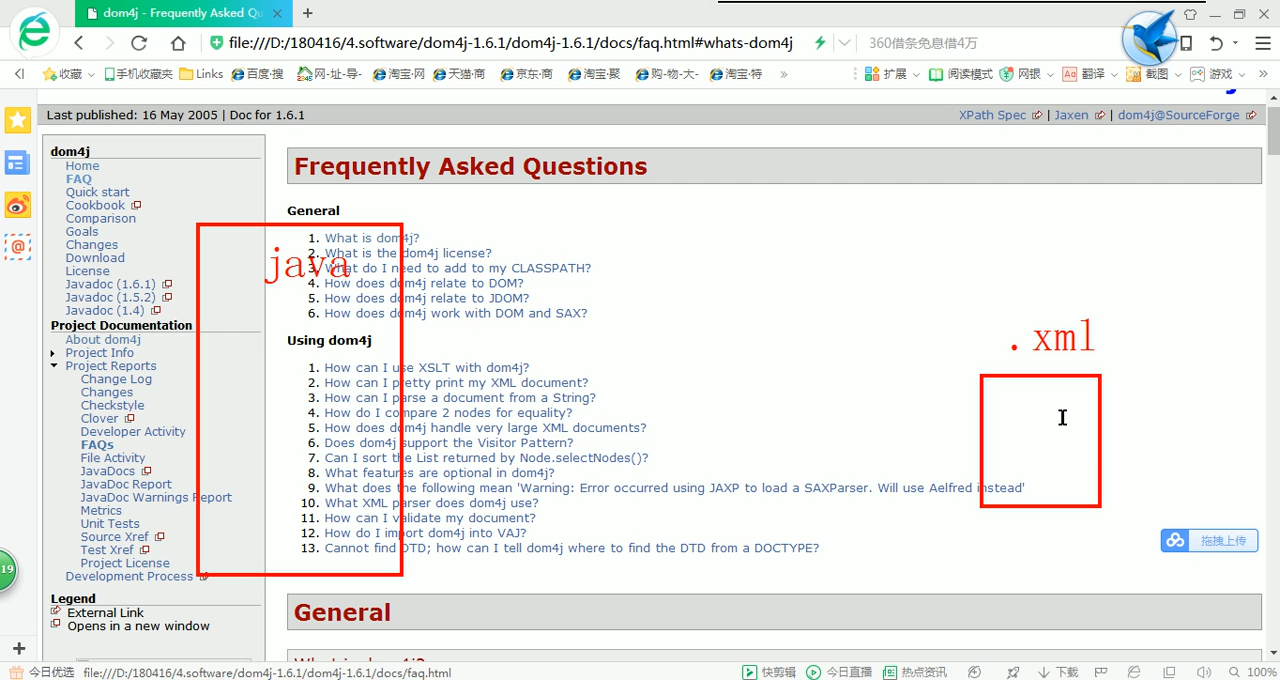 dom4j - Frequently Asked Qu
file:///D:/180416/4.software/dom4j-1.6.1/dom4j-1.6.1/docs/faq.html#whats-dom4j
360借条免息借4万
收藏
手机收藏夹
Links
百度-搜
网-址-导-
淘宝-网
天猫-精
京东-商
淘宝-聚
购-物-大-
淘宝-特
扩展
阅读模式
网银
翻译
截图
游戏
Last published: 16 May 2005 | Doc for 1.6.1
XPath Spec | Jaxen | dom4j@SourceForge
dom4j
Home
FAQ
Quick start
Cookbook
Comparison
Goals
Changes
Download
License
Javadoc (1.6.1)
Javadoc (1.5.2)
Javadoc (1.4)
Project Documentation
About dom4j
Project Info
Project Reports
Change Log
Changes
Checkstyle
Clover
Developer Activity
FAQs
File Activity
JavaDocs
JavaDoc Report
JavaDoc Warnings Report
Metrics
Unit Tests
Source Xref
Test Xref
Project License
Development Process
Legend
External Link
Opens in a new window
Frequently Asked Questions
General
1. What is dom4j?
2. What is the dom4j license?
3. What do I need to add to my CLASSPATH?
4. How does dom4j relate to DOM?
5. How does dom4j relate to JDOM?
6. How does dom4j work with DOM and SAX?
Using dom4j
1. How can I use XSLT with dom4j?
2. How can I pretty print my XML document?
3. How can I parse a document from a String?
4. How do I compare 2 nodes for equality?
5. How does dom4j handle very large XML documents?
6. Does dom4j support the Visitor Pattern?
7. Can I sort the List returned by Node.selectNodes()?
8. What features are optional in dom4j?
9. What does the following mean 'Warning: Error occurred using JAXP to load a SAXParser. Will use Aelfred instead'
10. What XML parser does dom4j use?
11. How can I validate my document?
12. How do I import dom4j into VAJ?
13. Cannot find DTD; how can I tell dom4j where to find the DTD from a DOCTYPE?
java
.xml
拖拽上传
19
General
What is dom4j?
今日优选
file:///D:/180416/4.software/dom4j-1.6.1/dom4j-1.6.1/docs/faq.html
快剪辑
今日直播
热点资讯
下载
100%